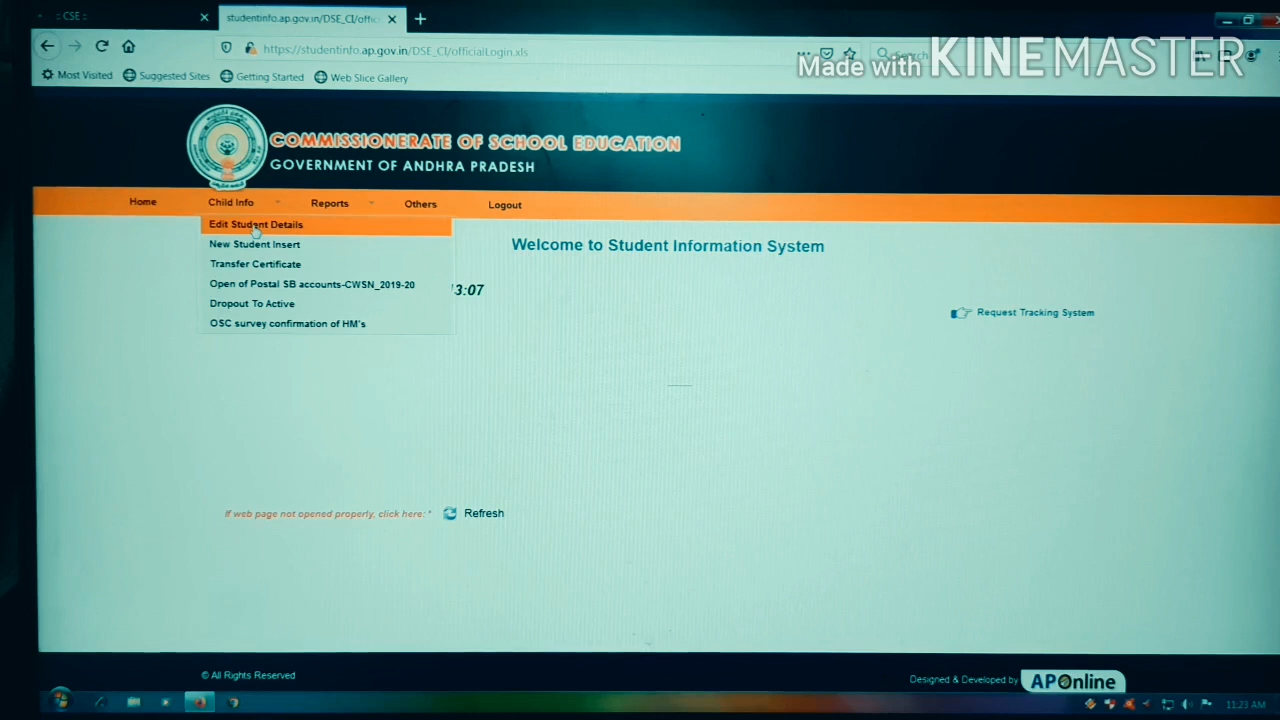 : CSE :
studentinfo.ap.gov.in/DSE_CI/offic
https://studentinfo.ap.gov.in/DSE_CI/officialLogin.xls
Search
Made with KINEMASTER
Most Visited Suggested Sites Getting Started Web Slice Gallery
COMMISSIONERATE OF SCHOOL EDUCATION
GOVERNMENT OF ANDHRA PRADESH
Home Child Info Reports Others Logout
Edit Student Details
New Student Insert
Welcome to Student Information System
Transfer Certificate
Open of Postal SB accounts-CWSN_2019-20
3:07
Dropout To Active
Request Tracking System
OSC survey confirmation of HM's
If web page not opened properly, click here: * Refresh
© All Rights Reserved
Designed & Developed by APOnline
11:23 AM